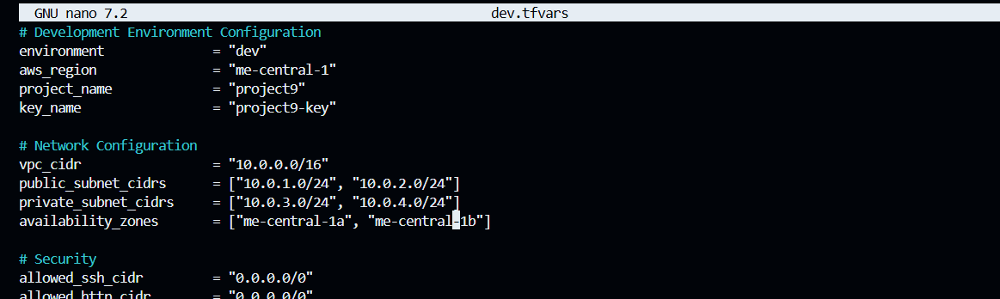 GNU nano 7.2 dev.tfvars
# Development Environment Configuration
environment = "dev"
aws_region = "me-central-1"
project_name = "project9"
key_name = "project9-key"
# Network Configuration
vpc_cidr = "10.0.0.0/16"
public_subnet_cidrs = ["10.0.1.0/24", "10.0.2.0/24"]
private_subnet_cidrs = ["10.0.3.0/24", "10.0.4.0/24"]
availability_zones = ["me-central-1a", "me-central-1b"]
# Security
allowed_ssh_cidr = "0.0.0.0/0"
allowed_http_cidr = "0.0.0.0/0"